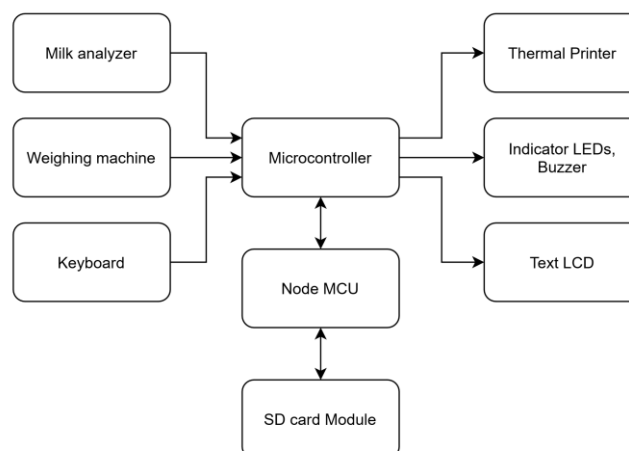 Milk analyzer
Thermal Printer
Weighing machine
Microcontroller
Indicator LEDs,
Buzzer
Keyboard
Node MCU
Text LCD
SD card Module